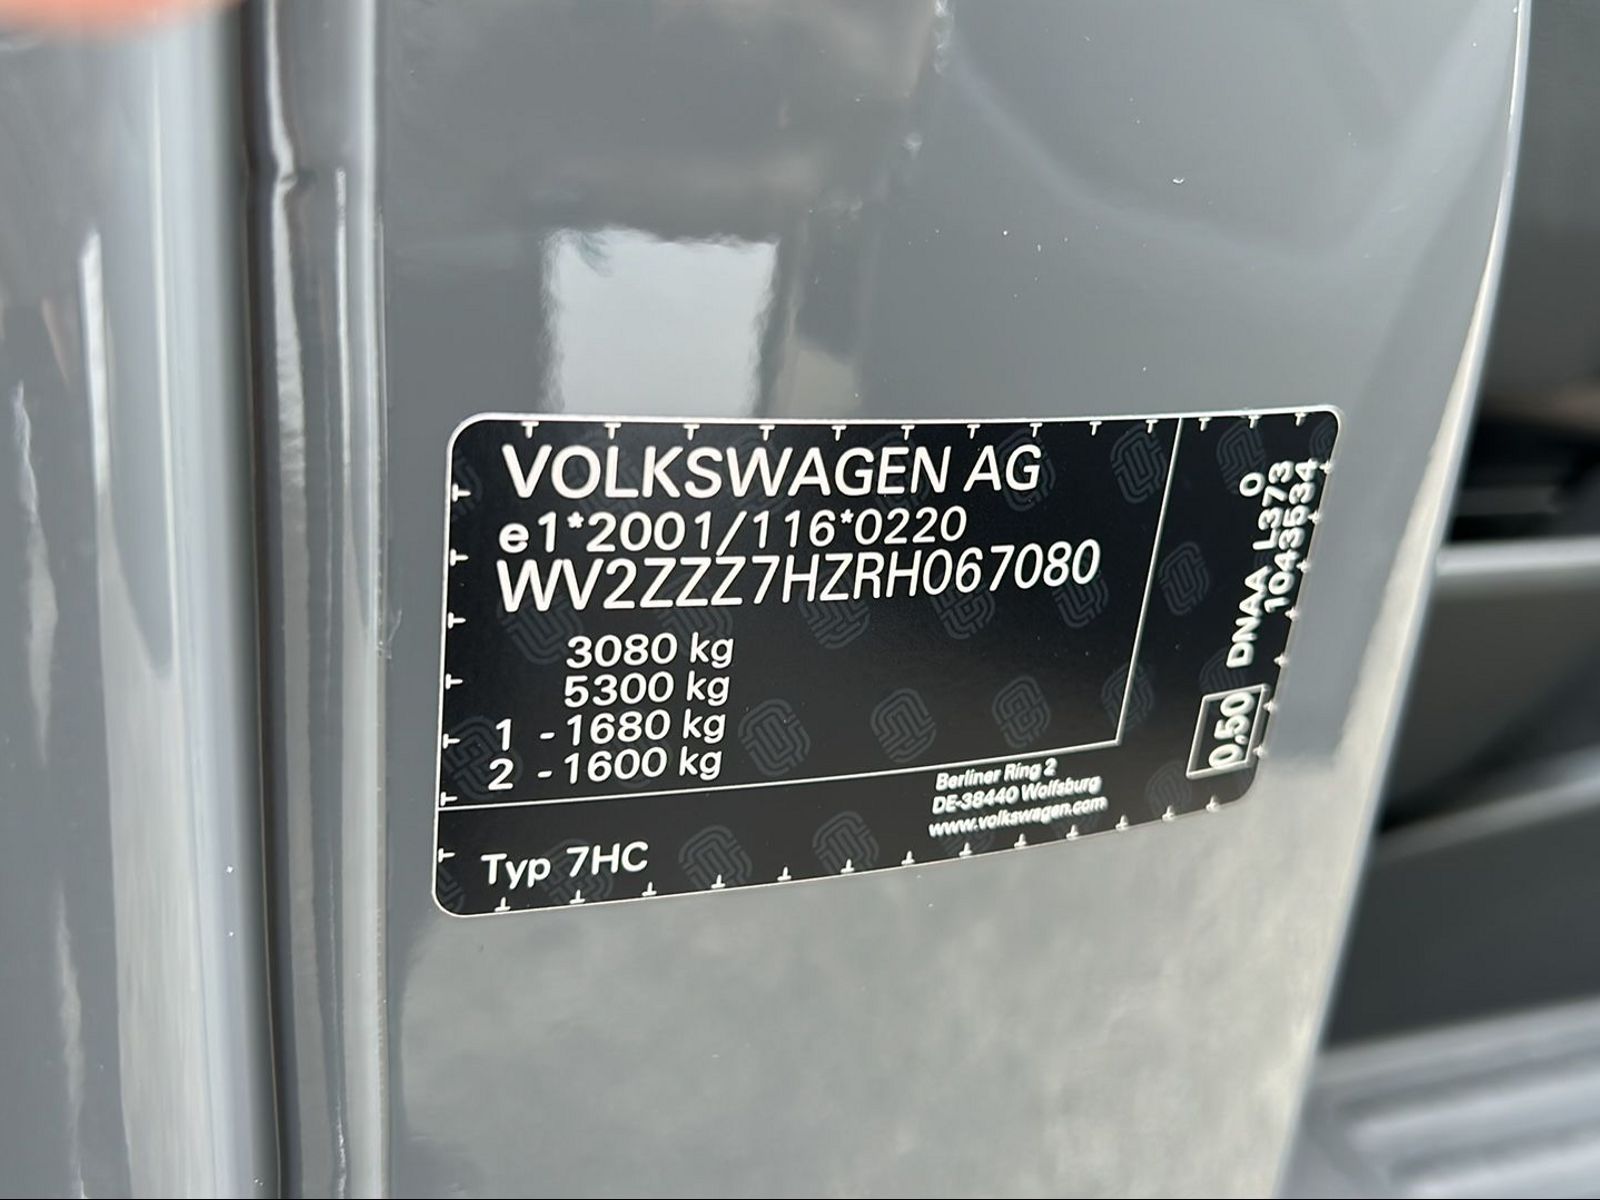 VOLKSWAGEN AG
e1*2001/116*0220
WV2ZZZ7HZRH067080
3080 kg
5300 kg
1 - 1680 kg
2 - 1600 kg
Berliner Ring 2
DE-38440 Wolfsburg
www.volkswagen.com
Typ 7HC
0
DNAA L373
1043534
0,50